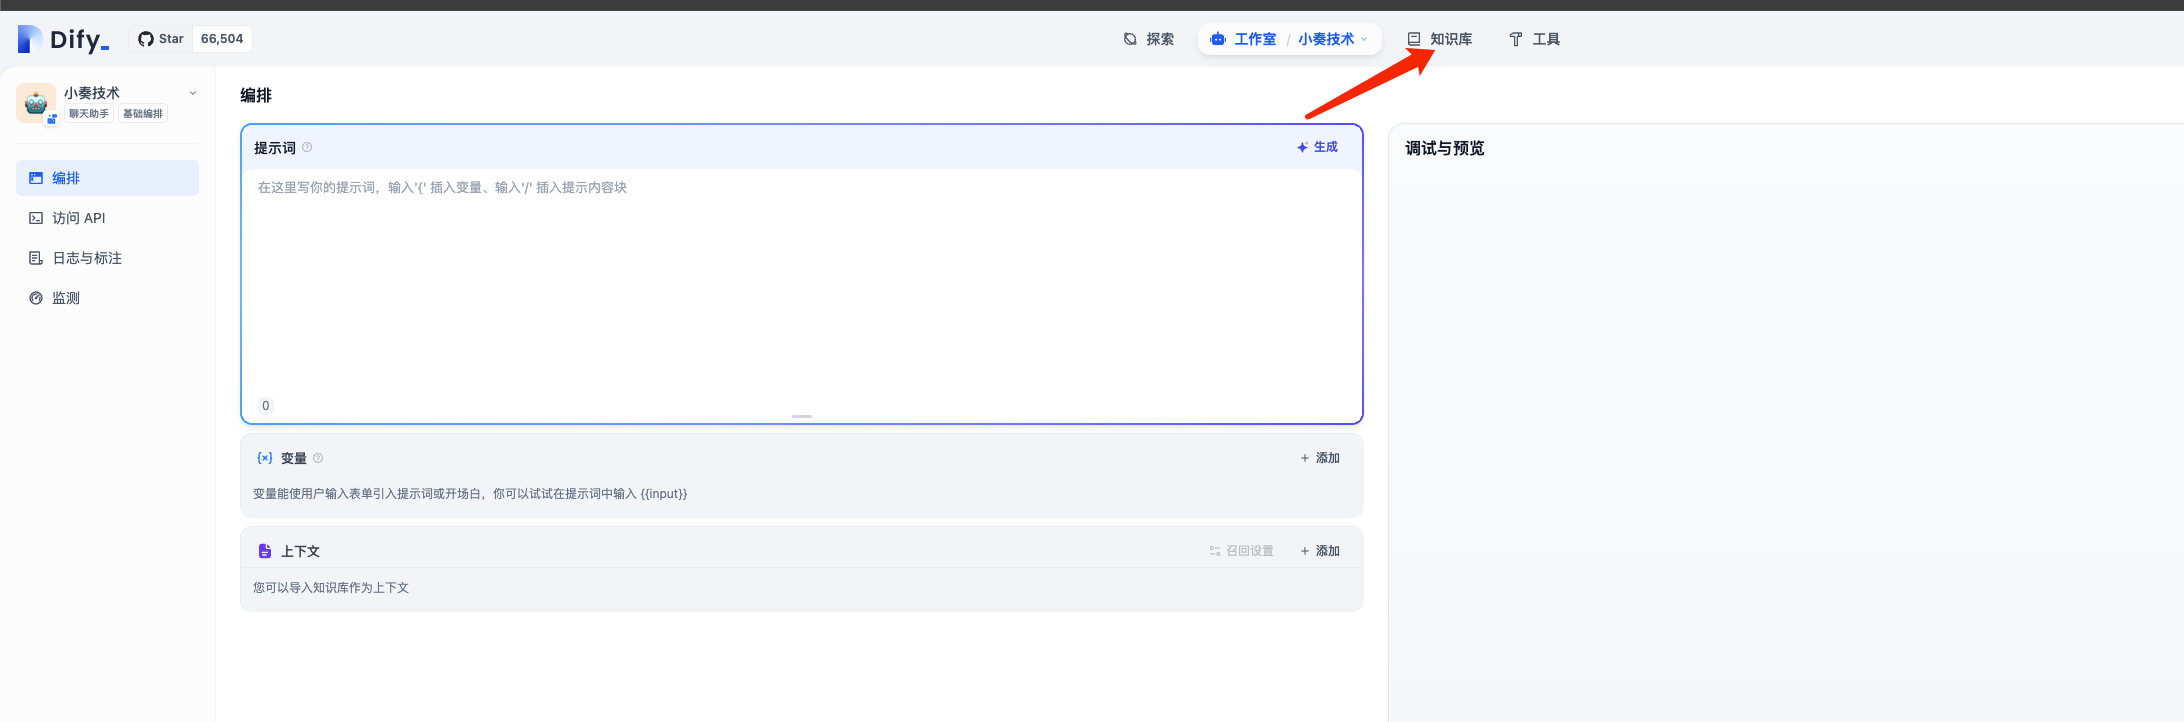 Dify_
Star 66,504
探索
工作室 / 小奏技术
知识库
工具
小奏技术
聊天助手 基础编排
编排
访问 API
日志与标注
监测
编排
提示词
生成
在这里写你的提示词，输入'{' 插入变量、输入'/' 插入提示内容块
0
{x} 变量
+ 添加
变量能使用户输入表单引入提示词或开场白，你可以试试在提示词中输入 {{input}}
上下文
召回设置
+ 添加
您可以导入知识库作为上下文
调试与预览